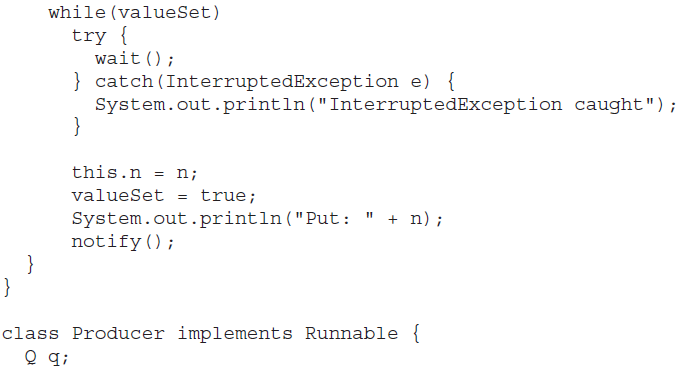 while(valueSet)
try {
wait();
} catch(InterruptedException e) {
System.out.println("InterruptedException caught");
}
this.n = n;
valueSet = true;
System.out.println("Put: " + n);
notify();
}
}
class Producer implements Runnable {
Q q;